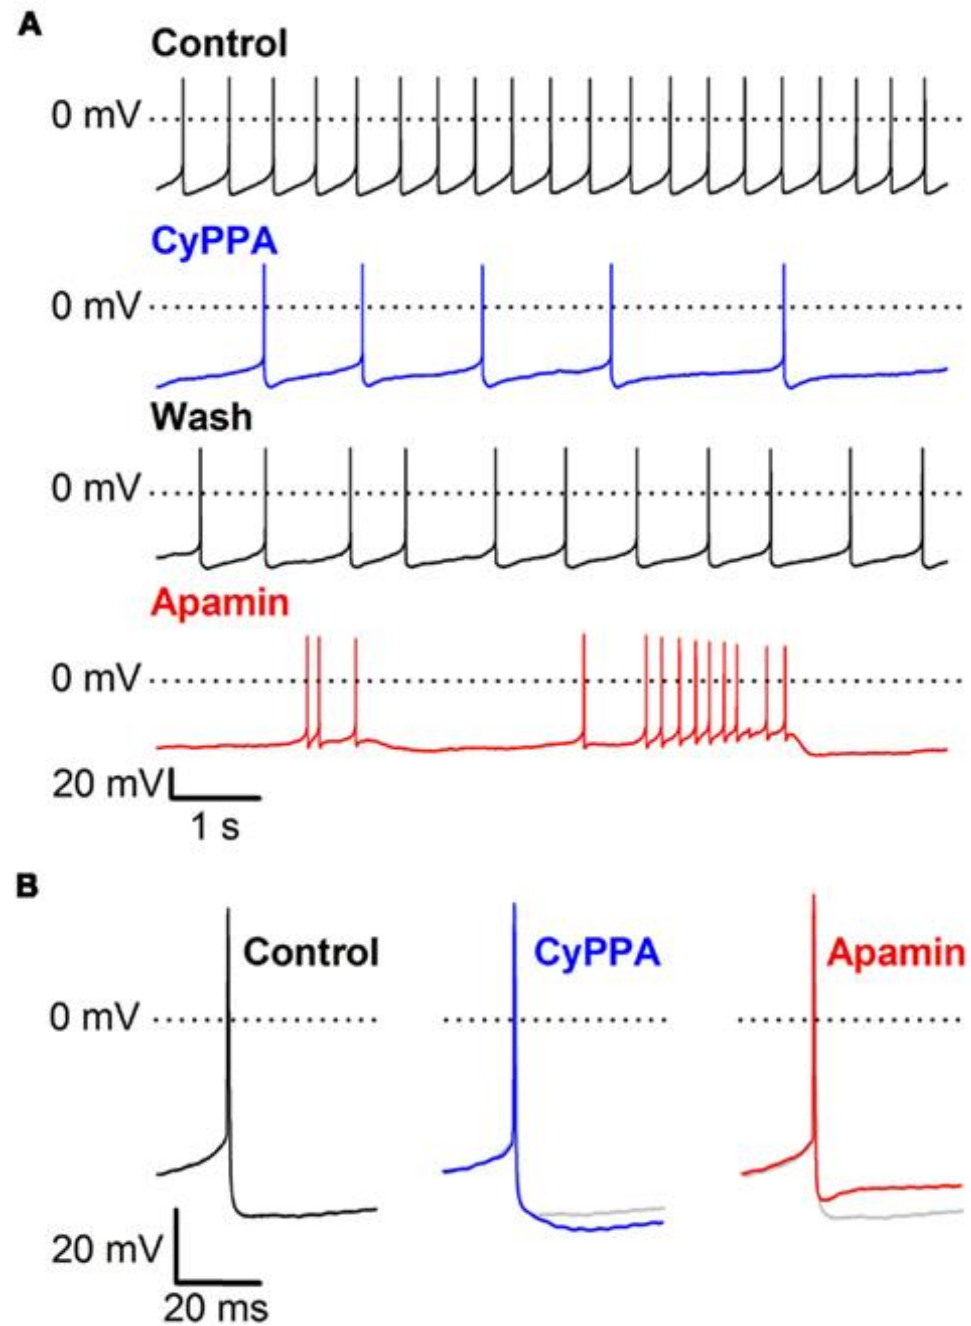 A
Control
0 mV
CyPPA
0 mV
Wash
0 mV
Apamin
0 mV
20 mV
1 s
B
Control
CyPPA
Apamin
0 mV
20 mV
20 ms